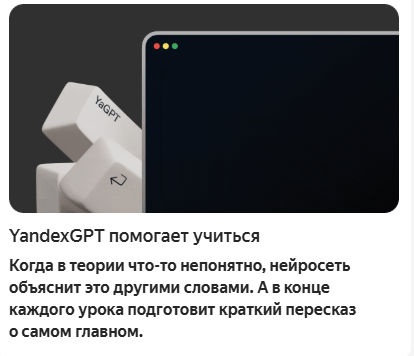 YaGPT
YandexGPT помогает учиться
Когда в теории что-то непонятно, нейросеть
объяснит это другими словами. А в конце
каждого урока подготовит краткий пересказ
о самом главном.